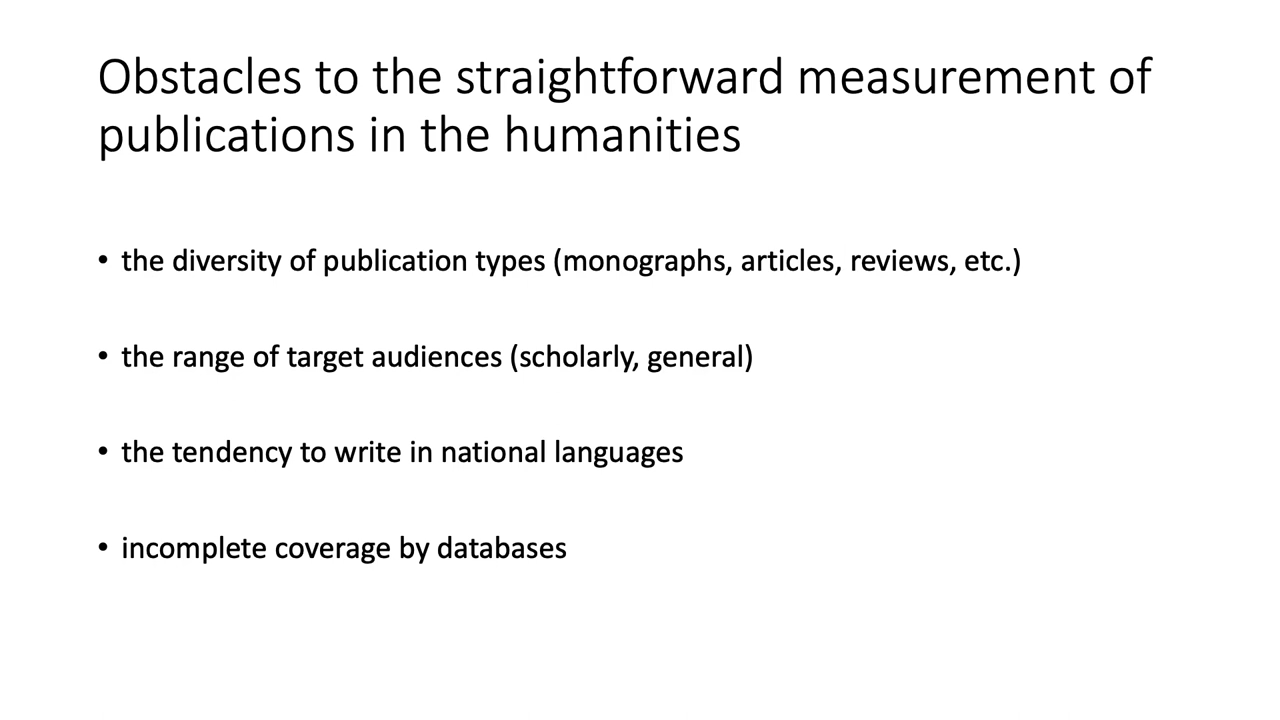 Obstacles to the straightforward measurement of
publications in the humanities
• the diversity of publication types (monographs, articles, reviews, etc.)
• the range of target audiences (scholarly, general)
• the tendency to write in national languages
• incomplete coverage by databases